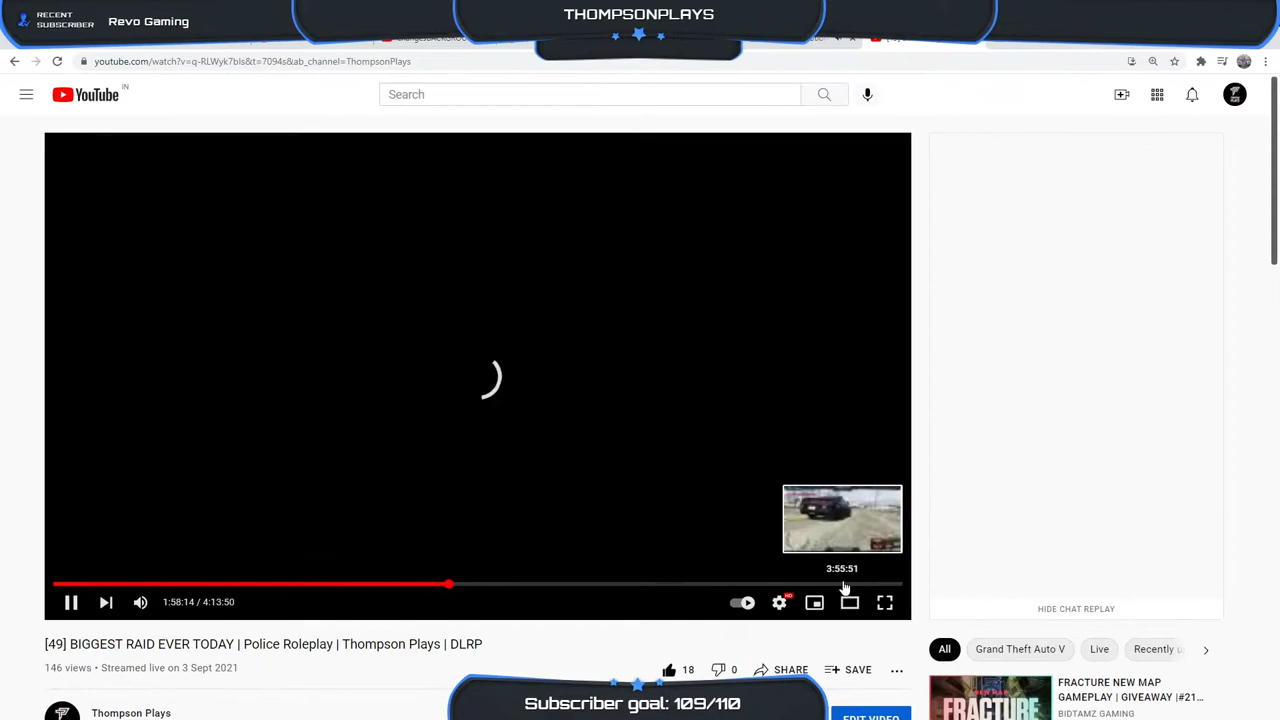 RECENT
SUBSCRIBER
Revo Gaming
THOMPSONPLAYS
youtube.com/watch?v=q-RLWyk7bls&t=7094s&ab_channel=ThompsonPlays
YouTube IN
Search
3:55:51
1:58:14 / 4:13:50
HD
HIDE CHAT REPLAY
[49] BIGGEST RAID EVER TODAY | Police Roleplay | Thompson Plays | DLRP
146 views • Streamed live on 3 Sept 2021
18
0
SHARE
SAVE
All
Grand Theft Auto V
Live
Recently u
Thompson Plays
Subscriber goal: 109/110
EDIT VIDEO
NEW MAP
FRACTURE
FRACTURE NEW MAP
GAMEPLAY | GIVEAWAY |#21...
BIDTAMZ GAMING